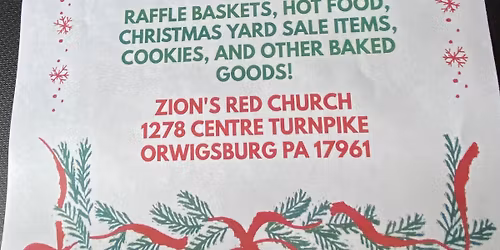 RAFFLE BASKETS, HOT FOOD,
CHRISTMAS YARD SALE ITEMS,
COOKIES, AND OTHER BAKED
GOODS!
ZION'S RED CHURCH
1278 CENTRE TURNPIKE
ORWIGSBURG PA 17961